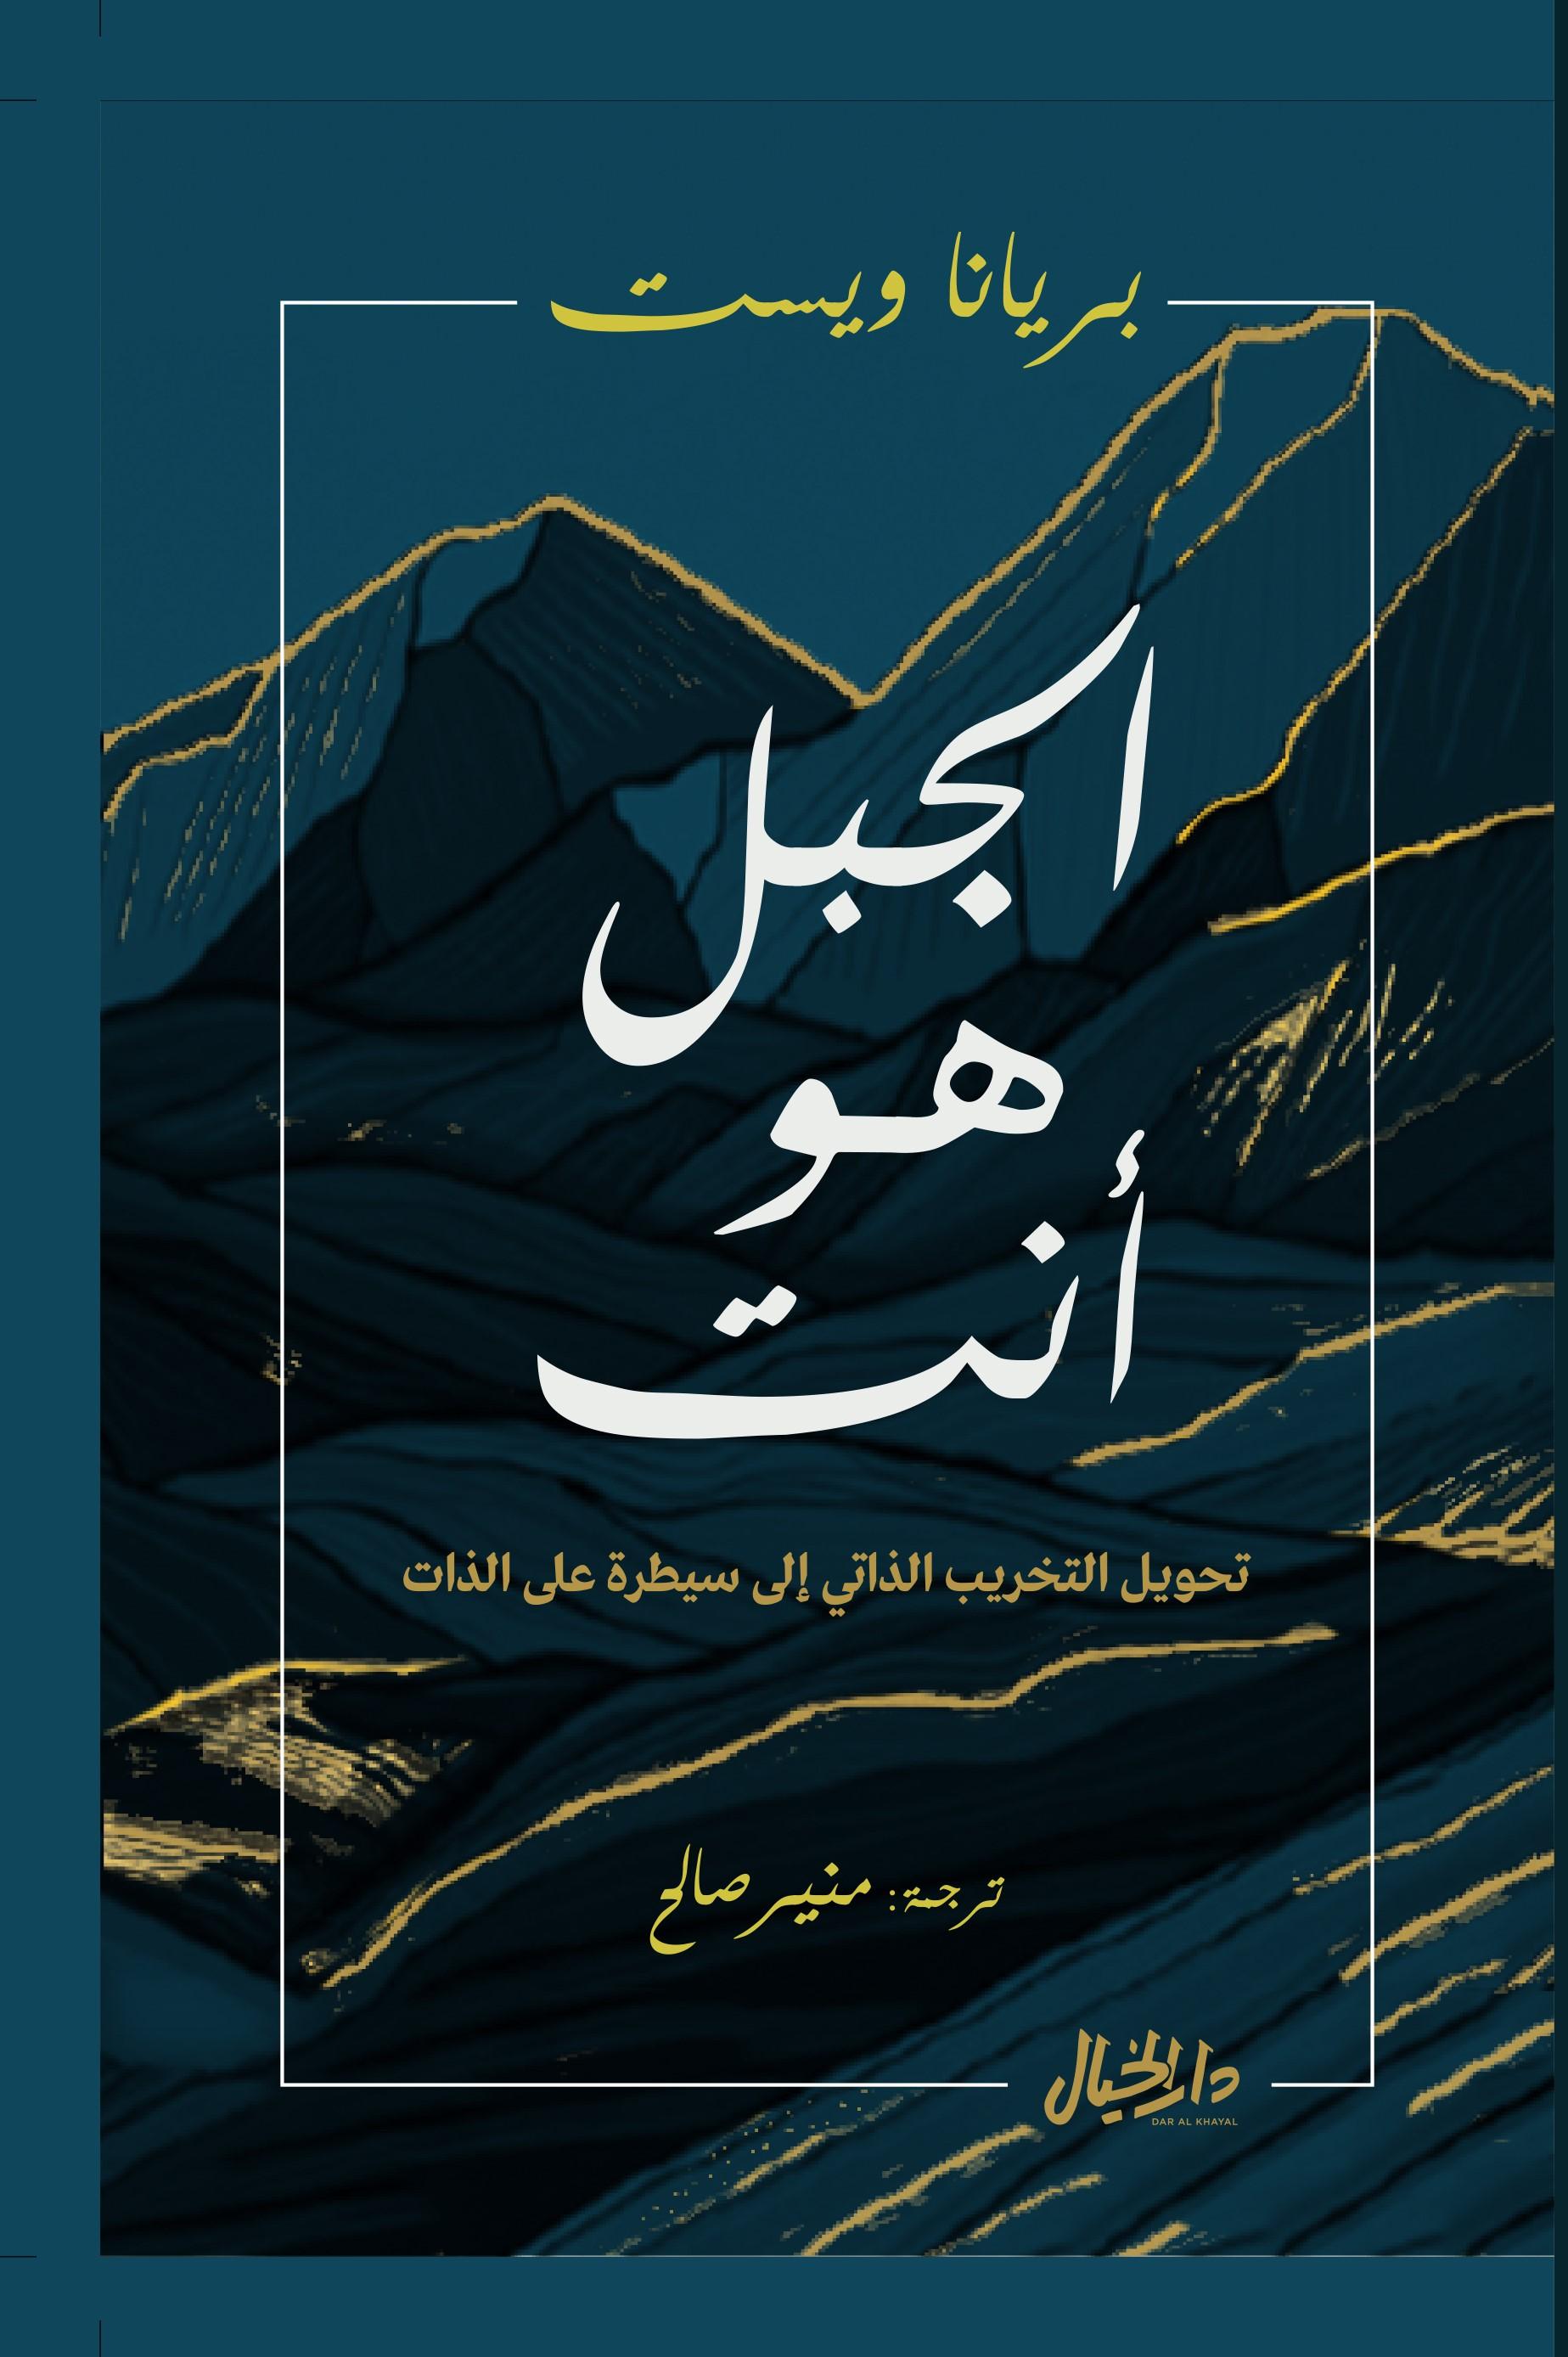 بريانا ويست
الجبل
هو
أنت
تحويل التخريب الذاتي إلى سيطرة على الذات
ترجمة: منير صالح
دار الخيال
DAR AL KHAYAL